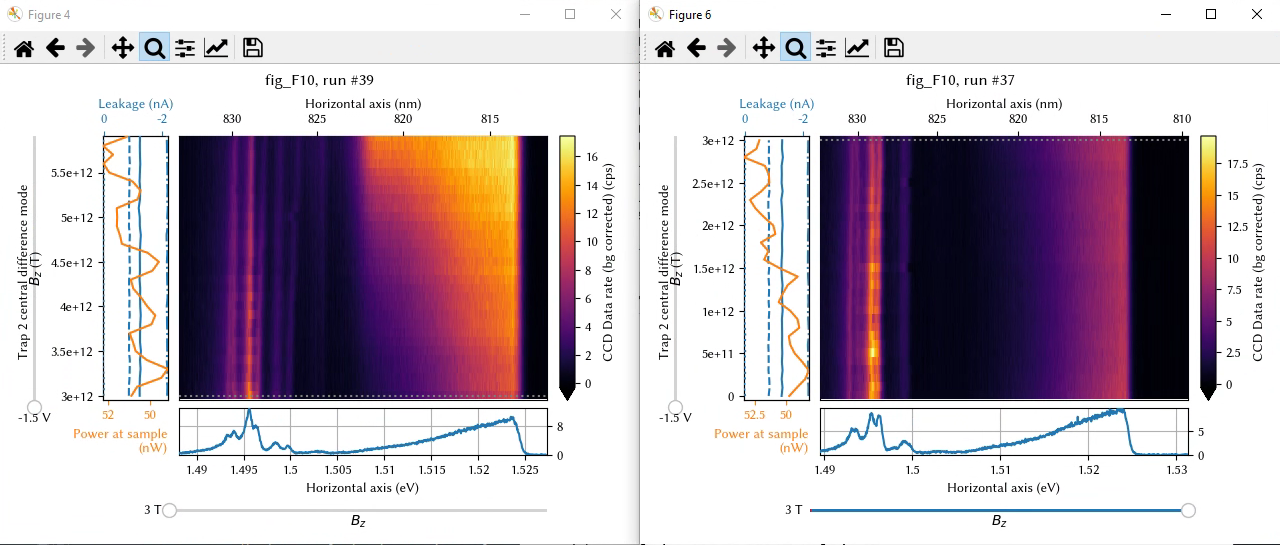 Figure 4
fig_F10, run #39
Leakage (nA)
0 -2
Horizontal axis (nm)
830 825 820 815
Trap 2 central difference mode
Bz (T)
5.5e+12
5e+12
4.5e+12
4e+12
3.5e+12
3e+12
16
14
12
10
8
6
4
2
0
CCD Data rate (bg corrected) (cps)
-1.5 V
52 50
Power at sample
(nW)
8
0
1.49 1.495 1.5 1.505 1.51 1.515 1.52 1.525
Horizontal axis (eV)
3 T
Bz
Figure 6
fig_F10, run #37
Leakage (nA)
0 -2
Horizontal axis (nm)
830 825 820 815 810
Trap 2 central difference mode
Bz (T)
3e+12
2.5e+12
2e+12
1.5e+12
1e+12
5e+11
0
17.5
15
12.5
10
7.5
5
2.5
0
CCD Data rate (bg corrected) (cps)
-1.5 V
52.5 50
Power at sample
(nW)
5
0
1.49 1.5 1.51 1.52 1.53
Horizontal axis (eV)
3 T
Bz